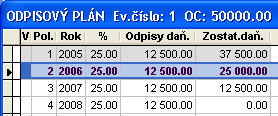 ODPISOVÝ PLÁN Ev.číslo: 1 OC: 50000.00
V Pol. Rok % Odpisy daň. Zostat.daň.
1 2005 25.00 12 500.00 37 500.00
2 2006 25.00 12 500.00 25 000.00
3 2007 25.00 12 500.00 12 500.00
4 2008 25.00 12 500.00 0.00